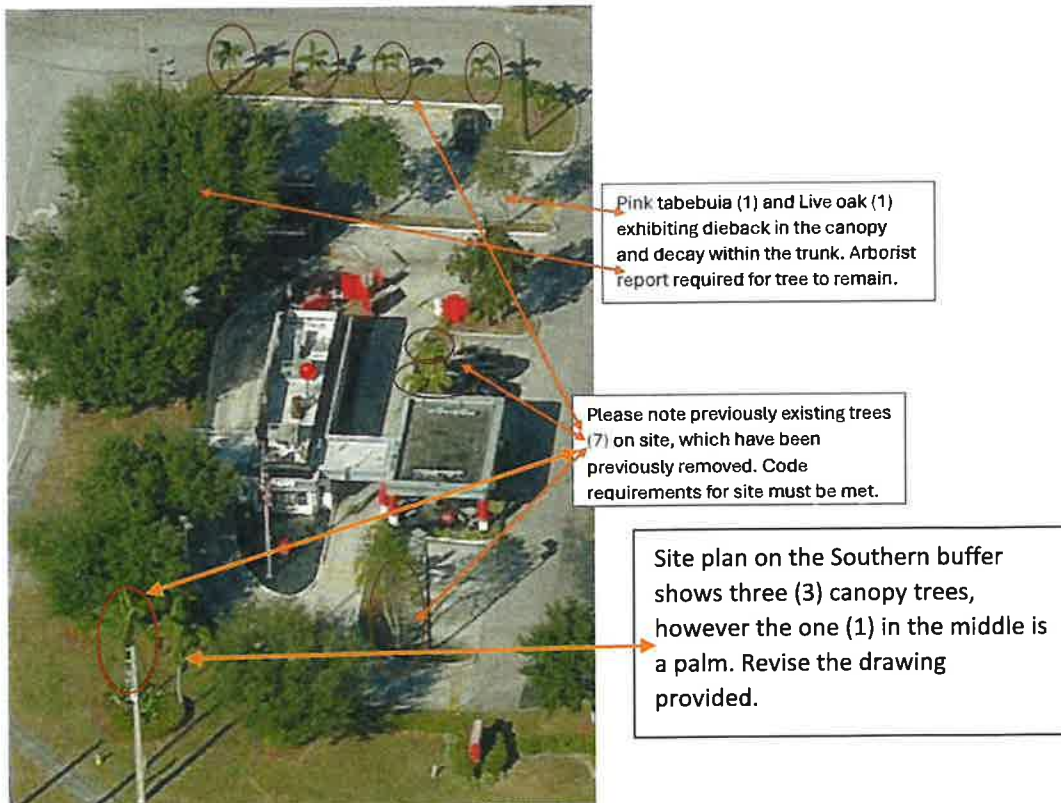 Pink tabebuia (1) and Live oak (1)
exhibiting dieback in the canopy
and decay within the trunk. Arborist
report required for tree to remain.
Please note previously existing trees
(7) on site, which have been
previously removed. Code
requirements for site must be met.
Site plan on the Southern buffer
shows three (3) canopy trees,
however the one (1) in the middle is
a palm. Revise the drawing
provided.